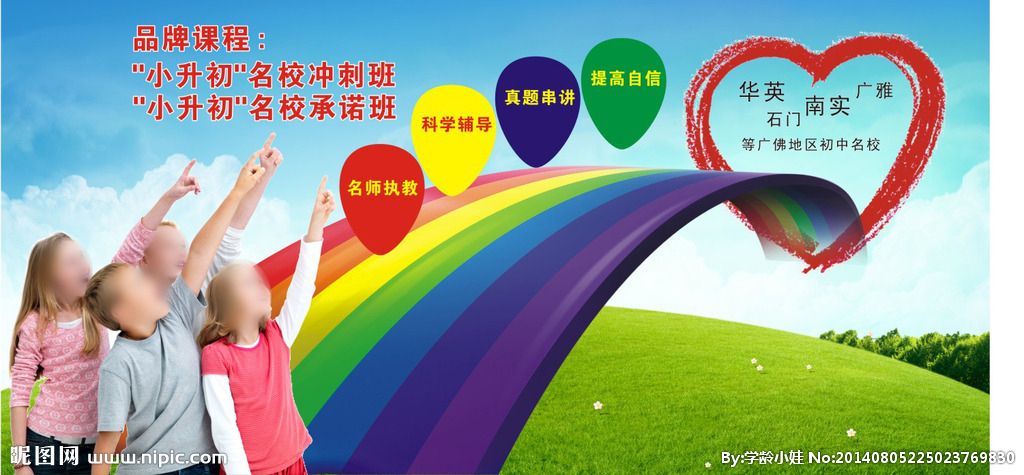 品牌课程：
"小升初"名校冲刺班
"小升初"名校承诺班
名师执教
科学辅导
真题串讲
提高自信
华英
石门
南实
广雅
等广佛地区初中名校
昵图网 www.nipic.com
By:学龄小娃 No:20140805225023769830